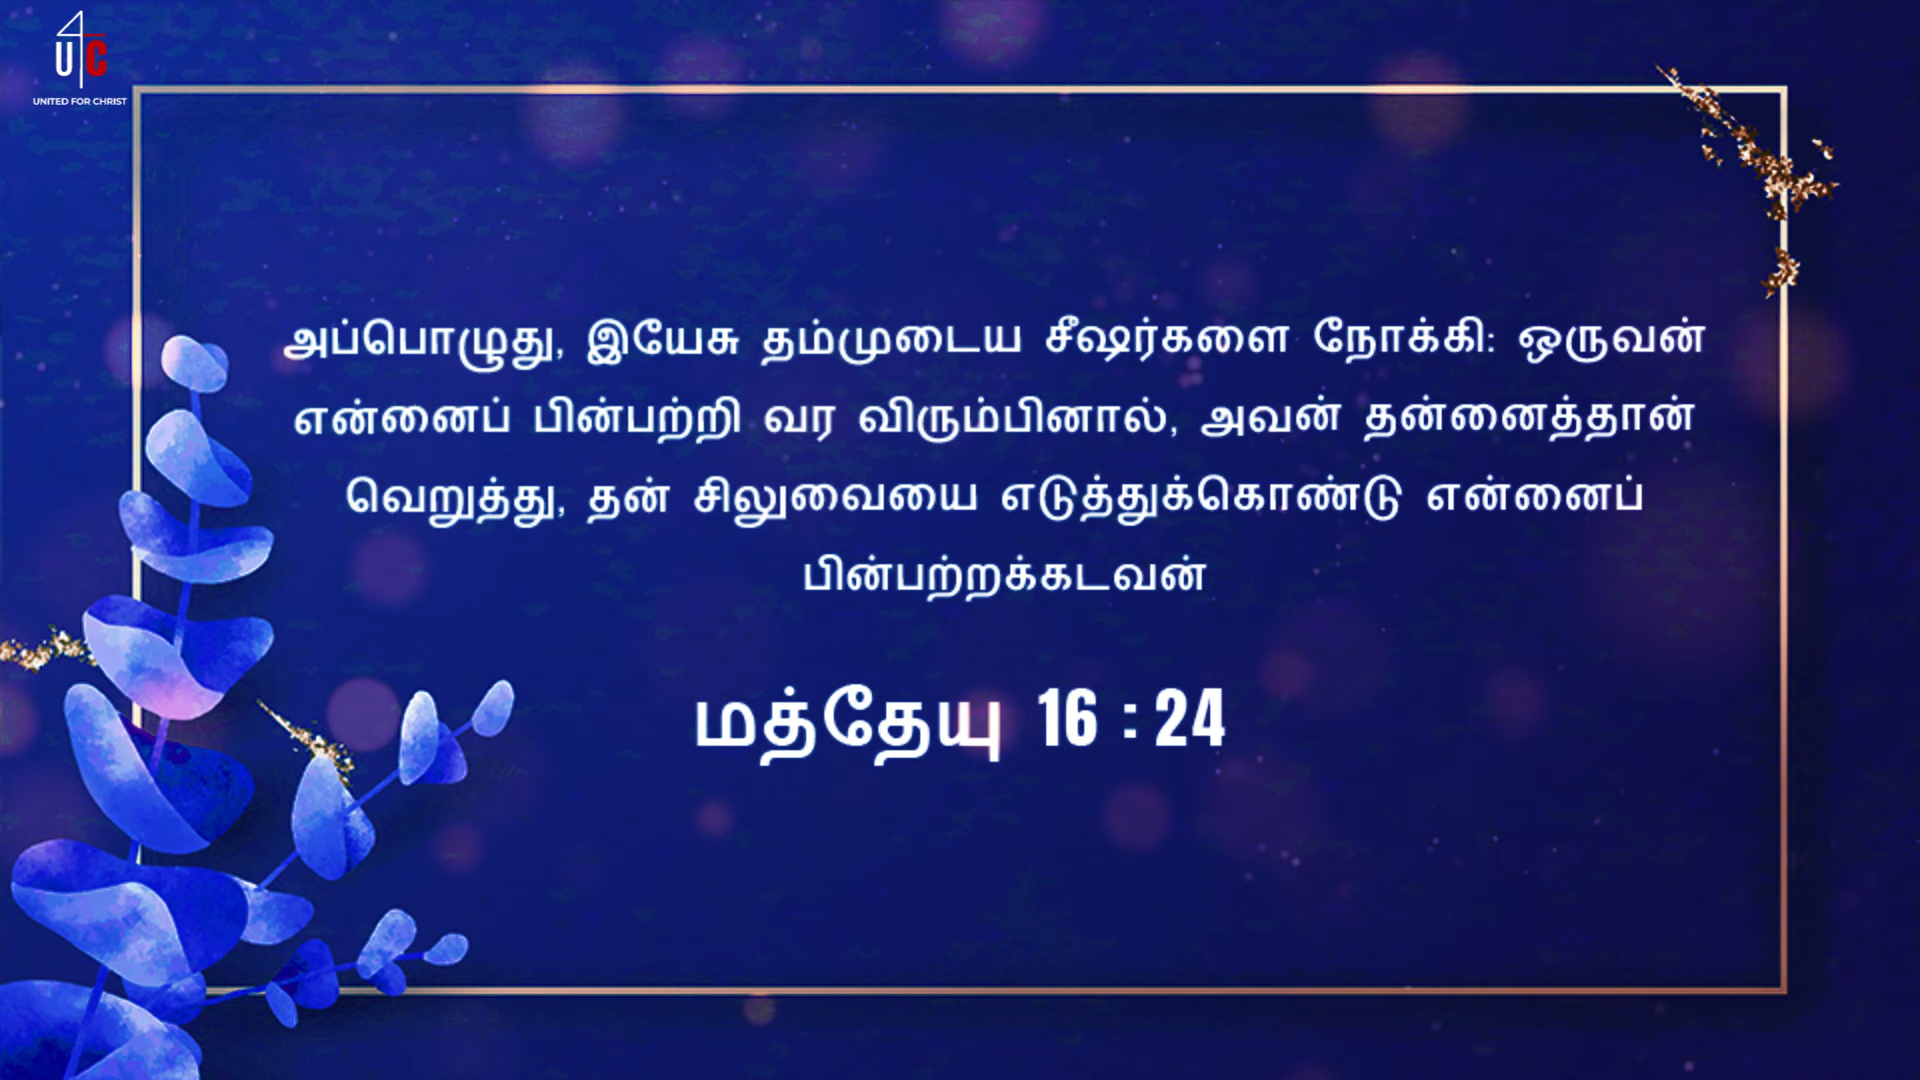 U4C
UNITED FOR CHRIST
அப்பொழுது, இயேசு தம்முடைய சீஷர்களை நோக்கி: ஒருவன்
என்னைப் பின்பற்றி வர விரும்பினால், அவன் தன்னைத்தான்
வெறுத்து, தன் சிலுவையை எடுத்துக்கொண்டு என்னைப்
பின்பற்றக்கடவன்
மத்தேயு 16 : 24